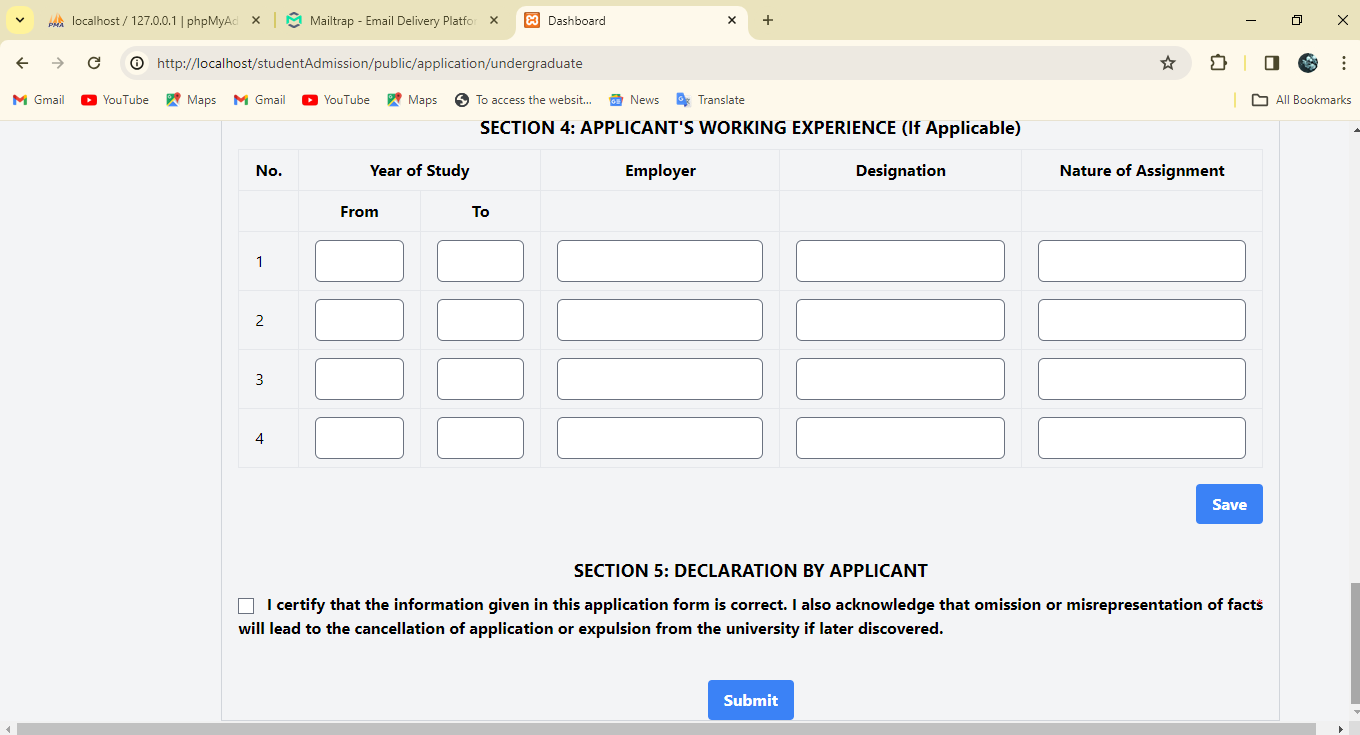 localhost / 127.0.0.1 | phpMyAd
Mailtrap - Email Delivery Platfo
Dashboard
http://localhost/studentAdmission/public/application/undergraduate
Gmail YouTube Maps Gmail YouTube Maps To access the websit... News Translate All Bookmarks
SECTION 4: APPLICANT'S WORKING EXPERIENCE (If Applicable)
No. Year of Study Employer Designation Nature of Assignment
From To
1
2
3
4
Save
SECTION 5: DECLARATION BY APPLICANT
I certify that the information given in this application form is correct. I also acknowledge that omission or misrepresentation of facts*
will lead to the cancellation of application or expulsion from the university if later discovered.
Submit